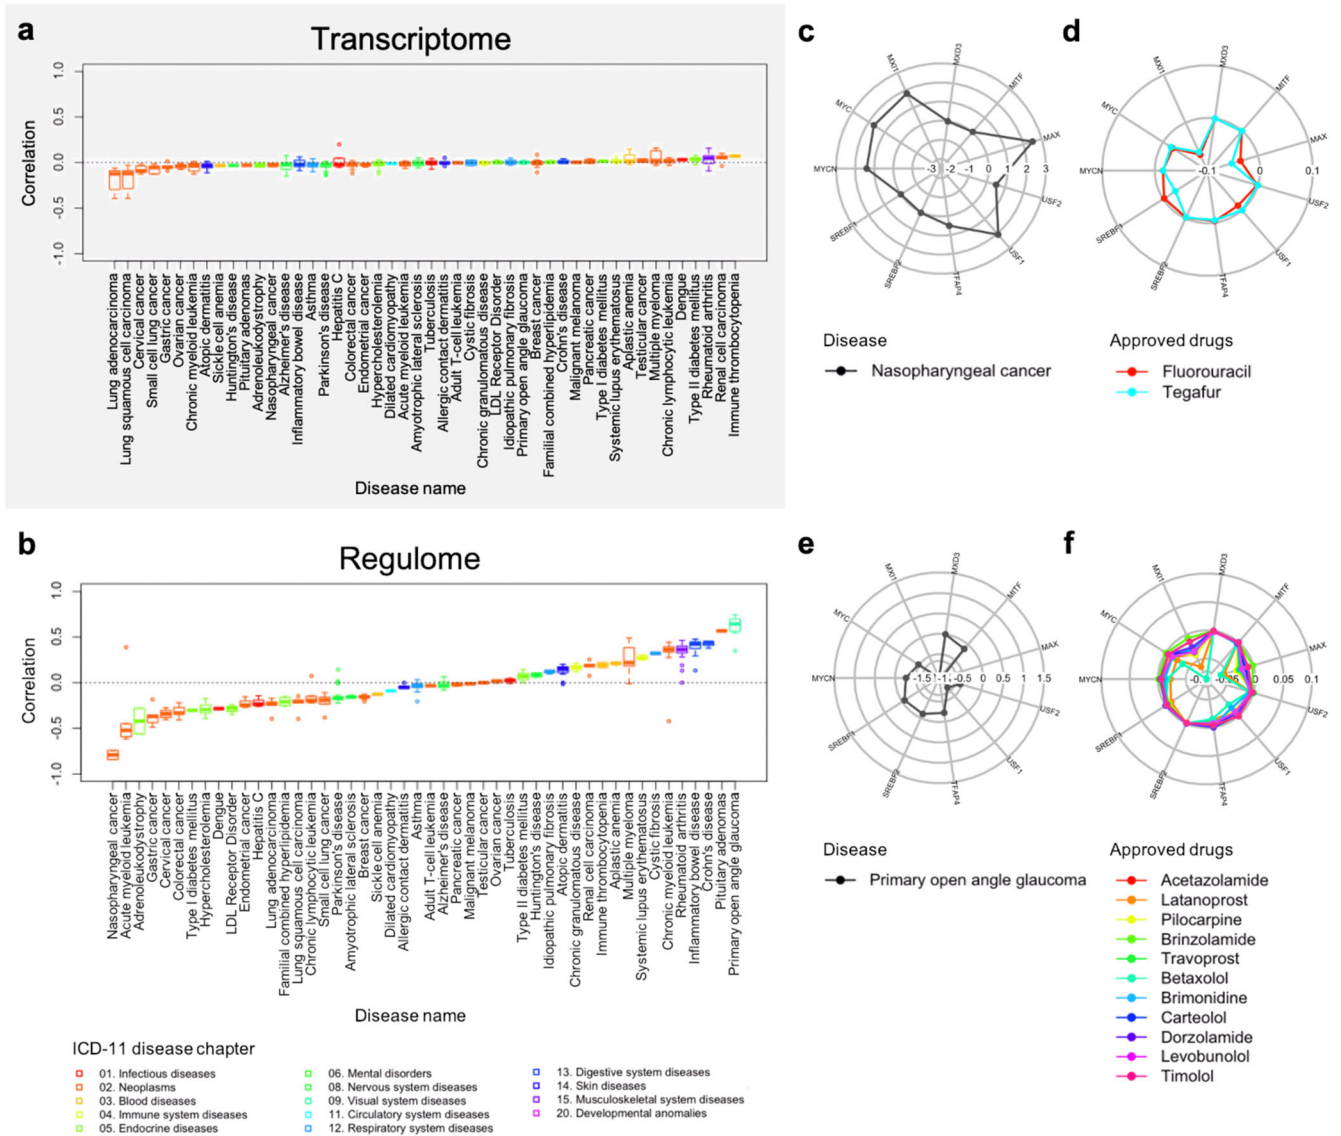 a
Transcriptome
Correlation
1.0
0.5
0.0
-0.5
-1.0
Lung adenocarcinoma
Lung squamous cell carcinoma
Cervical cancer
Small cell lung cancer
Gastric cancer
Ovarian cancer
Chronic myeloid leukemia
Atopic dermatitis
Sickle cell anemia
Huntington's disease
Pituitary adenomas
Adrenoleukodystrophy
Nasopharyngeal cancer
Alzheimer's disease
Inflammatory bowel disease
Asthma
Parkinson's disease
Hepatitis C
Colorectal cancer
Endometrial cancer
Hypercholesterolemia
Dilated cardiomyopathy
Acute myeloid leukemia
Amyotrophic lateral sclerosis
Tuberculosis
Allergic contact dermatitis
Adult T-cell leukemia
Cystic fibrosis
Chronic granulomatous disease
LDL Receptor Disorder
Idiopathic pulmonary fibrosis
Primary open angle glaucoma
Breast cancer
Familial combined hyperlipidemia
Crohn's disease
Malignant melanoma
Pancreatic cancer
Type I diabetes mellitus
Systemic lupus erythematosus
Aplastic anemia
Testicular cancer
Multiple myeloma
Chronic lymphocytic leukemia
Dengue
Type II diabetes mellitus
Rheumatoid arthritis
Renal cell carcinoma
Immune thrombocytopenia
Disease name
b
Regulome
Correlation
1.0
0.5
0.0
-0.5
-1.0
Nasopharyngeal cancer
Acute myeloid leukemia
Adrenoleukodystrophy
Gastric cancer
Cervical cancer
Colorectal cancer
Type I diabetes mellitus
Hypercholesterolemia
Dengue
LDL Receptor Disorder
Endometrial cancer
Hepatitis C
Lung adenocarcinoma
Familial combined hyperlipidemia
Lung squamous cell carcinoma
Chronic lymphocytic leukemia
Small cell lung cancer
Parkinson's disease
Amyotrophic lateral sclerosis
Breast cancer
Sickle cell anemia
Dilated cardiomyopathy
Allergic contact dermatitis
Asthma
Adult T-cell leukemia
Alzheimer's disease
Pancreatic cancer
Malignant melanoma
Testicular cancer
Ovarian cancer
Tuberculosis
Type II diabetes mellitus
Huntington's disease
Idiopathic pulmonary fibrosis
Atopic dermatitis
Chronic granulomatous disease
Renal cell carcinoma
Immune thrombocytopenia
Aplastic anemia
Multiple myeloma
Systemic lupus erythematosus
Cystic fibrosis
Chronic myeloid leukemia
Rheumatoid arthritis
Inflammatory bowel disease
Crohn's disease
Pituitary adenomas
Primary open angle glaucoma
Disease name
ICD-11 disease chapter
01. Infectious diseases
02. Neoplasms
03. Blood diseases
04. Immune system diseases
05. Endocrine diseases
06. Mental disorders
08. Nervous system diseases
09. Visual system diseases
11. Circulatory system diseases
12. Respiratory system diseases
13. Digestive system diseases
14. Skin diseases
15. Musculoskeletal system diseases
20. Developmental anomalies
c
MAX
MITF
MXD3
MXI1
MYC
MYCN
SREBF1
SREBF2
TFAP4
USF1
USF2
-3 -2 -1 0 1 2 3
Disease
Nasopharyngeal cancer
d
MAX
MITF
MXD3
MXI1
MYC
MYCN
SREBF1
SREBF2
TFAP4
USF1
USF2
-0.1 0 0.1
Approved drugs
Fluorouracil
Tegafur
e
MAX
MITF
MXD3
MXI1
MYC
MYCN
SREBF1
SREBF2
TFAP4
USF1
USF2
-1.5 -1 -0.5 0 0.5 1 1.5
Disease
Primary open angle glaucoma
f
MAX
MITF
MXD3
MXI1
MYC
MYCN
SREBF1
SREBF2
TFAP4
USF1
USF2
0 0.05 0.1
Approved drugs
Acetazolamide
Latanoprost
Pilocarpine
Brinzolamide
Travoprost
Betaxolol
Brimonidine
Carteolol
Dorzolamide
Levobunolol
Timolol